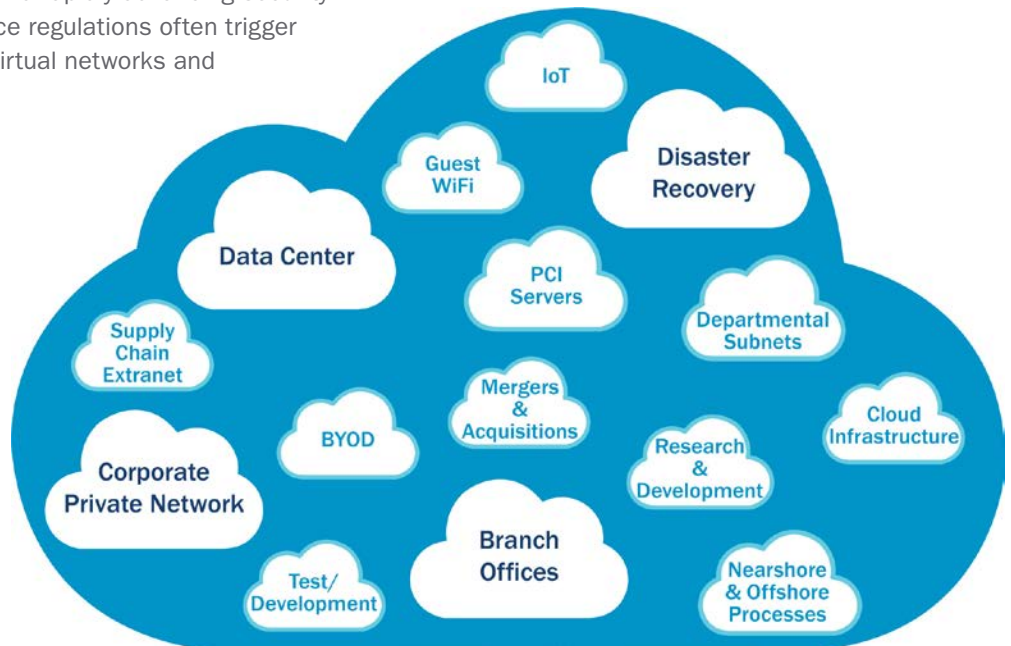 ce regulations often trigger
irtual networks and
IoT
Disaster
Recovery
Guest
WiFi
Data Center
PCI
Servers
Departmental
Subnets
Supply
Chain
Extranet
Mergers
&
Acquisitions
Cloud
Infrastructure
BYOD
Research
&
Development
Corporate
Private Network
Branch
Offices
Test/
Development
Nearshore
& Offshore
Processes